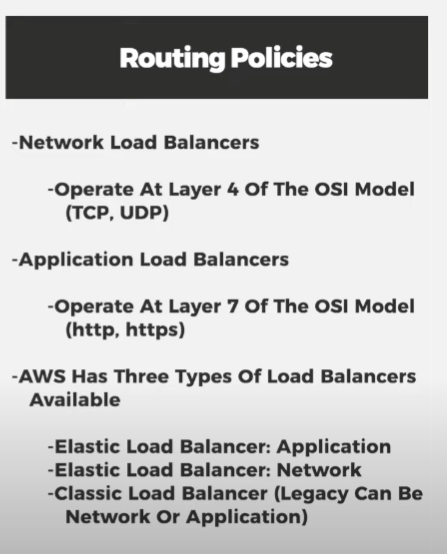 Routing Policies
-Network Load Balancers
-Operate At Layer 4 Of The OSI Model
(TCP, UDP)
-Application Load Balancers
-Operate At Layer 7 Of The OSI Model
(http, https)
-AWS Has Three Types Of Load Balancers
Available
-Elastic Load Balancer: Application
-Elastic Load Balancer: Network
-Classic Load Balancer (Legacy Can Be
Network Or Application)